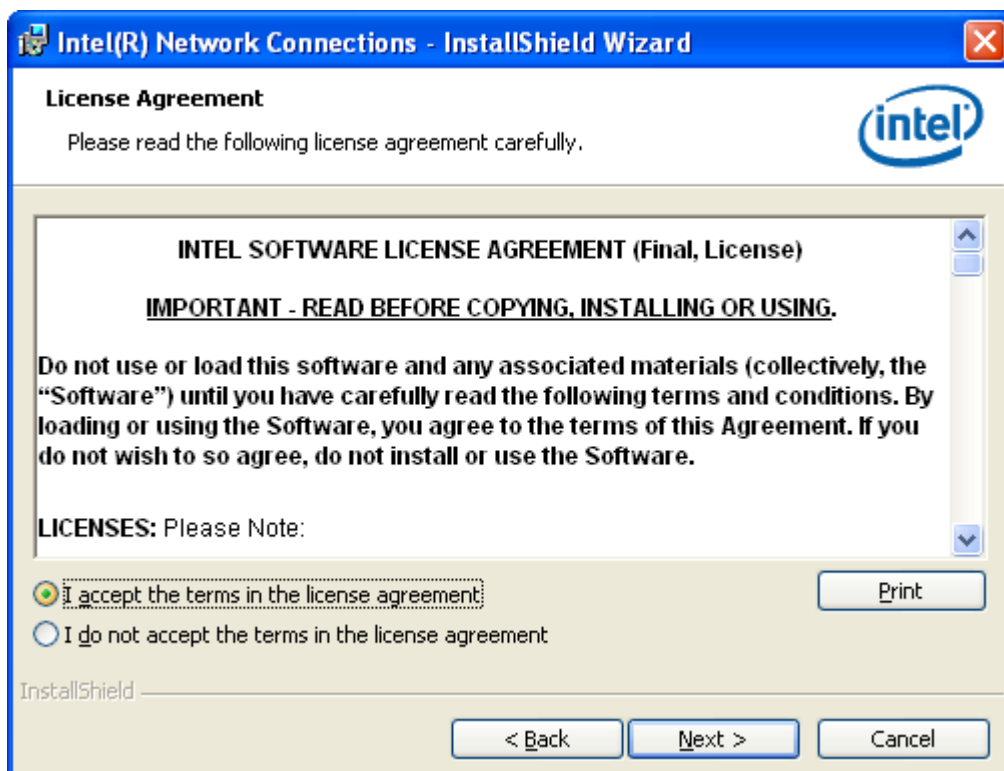 Intel(R) Network Connections - InstallShield Wizard
License Agreement
Please read the following license agreement carefully.
intel
INTEL SOFTWARE LICENSE AGREEMENT (Final, License)
IMPORTANT - READ BEFORE COPYING, INSTALLING OR USING.
Do not use or load this software and any associated materials (collectively, the
“Software”) until you have carefully read the following terms and conditions. By
loading or using the Software, you agree to the terms of this Agreement. If you
do not wish to so agree, do not install or use the Software.
LICENSES: Please Note:
I accept the terms in the license agreement
Print
I do not accept the terms in the license agreement
InstallShield
< Back
Next >
Cancel